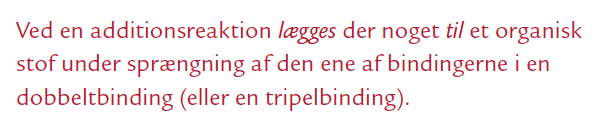 Ved en additionsreaktion lægges der noget til et organisk
stof under sprængning af den ene af bindingerne i en
dobbeltbinding (eller en tripelbinding).